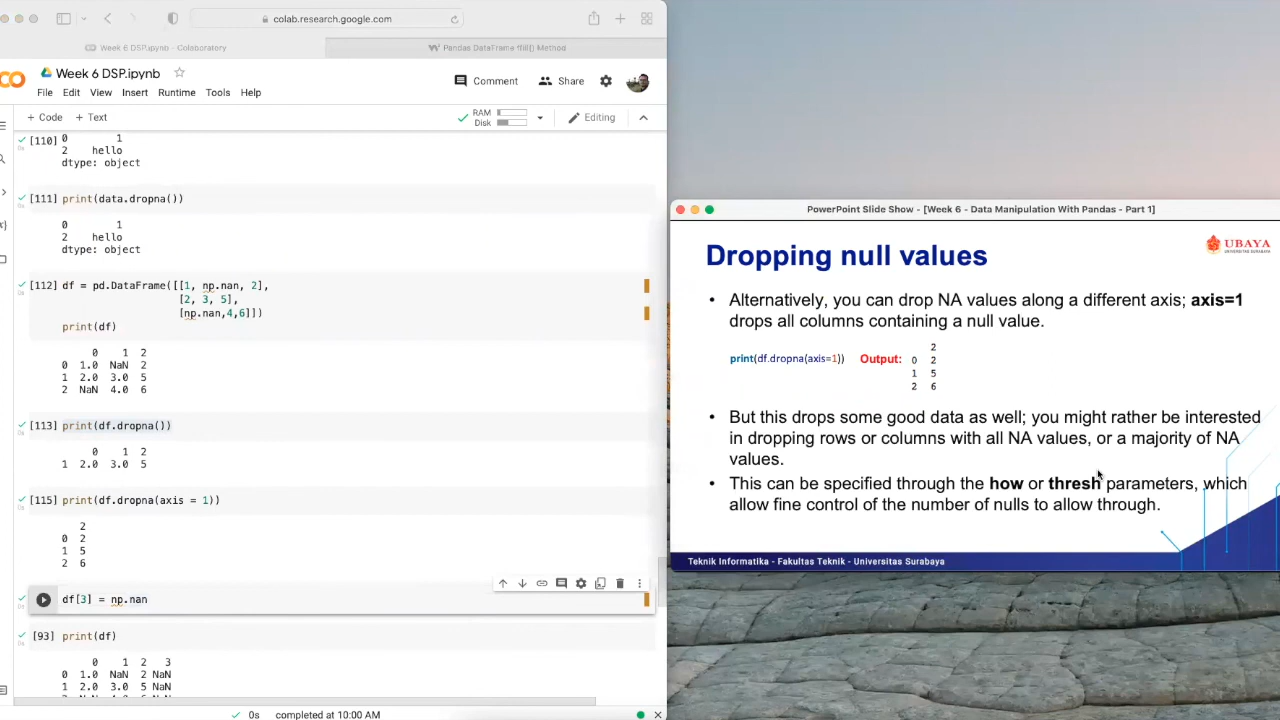 colab.research.google.com
Week 6 DSP.ipynb - Colaboratory
Pandas DataFrame ffill() Method
Week 6 DSP.ipynb
Comment
Share
File Edit View Insert Runtime Tools Help
+ Code + Text
RAM
Disk
Editing
[110] 0 1
2 hello
dtype: object
[111] print(data.dropna())
0 1
2 hello
dtype: object
[112] df = pd.DataFrame([[1, np.nan, 2],
[2, 3, 5],
[np.nan,4,6]])
print(df)
0 1 2
0 1.0 NaN 2
1 2.0 3.0 5
2 NaN 4.0 6
[113] print(df.dropna())
0 1 2
1 2.0 3.0 5
[115] print(df.dropna(axis = 1))
2
0 2
1 5
2 6
df[3] = np.nan
[93] print(df)
0 1 2 3
0 1.0 NaN 2 NaN
1 2.0 3.0 5 NaN
0s completed at 10:00 AM
PowerPoint Slide Show - [Week 6 - Data Manipulation With Pandas - Part 1]
UBAYA
UNIVERSITAS SURABAYA
Dropping null values
• Alternatively, you can drop NA values along a different axis; axis=1
drops all columns containing a null value.
print(df.dropna(axis=1)) Output:
2
0 2
1 5
2 6
• But this drops some good data as well; you might rather be interested
in dropping rows or columns with all NA values, or a majority of NA
values.
• This can be specified through the how or thresh parameters, which
allow fine control of the number of nulls to allow through.
Teknik Informatika - Fakultas Teknik - Universitas Surabaya